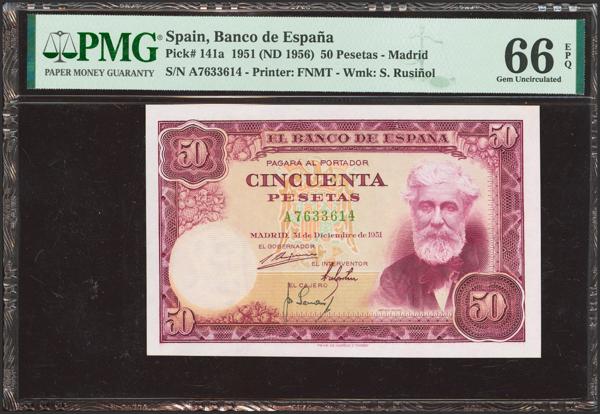 PMG
PAPER MONEY GUARANTY
Spain, Banco de España
Pick# 141a 1951 (ND 1956) 50 Pesetas - Madrid
S/N A7633614 - Printer: FNMT - Wmk: S. Rusiñol
66 EPQ
Gem Uncirculated
50
EL BANCO DE ESPAÑA
50
PAGARÁ AL PORTADOR
CINCUENTA
PESETAS
A7633614
MADRID, 31 de Diciembre de 1951
EL GOBERNADOR
EL INTERVENTOR
EL CAJERO
50
50